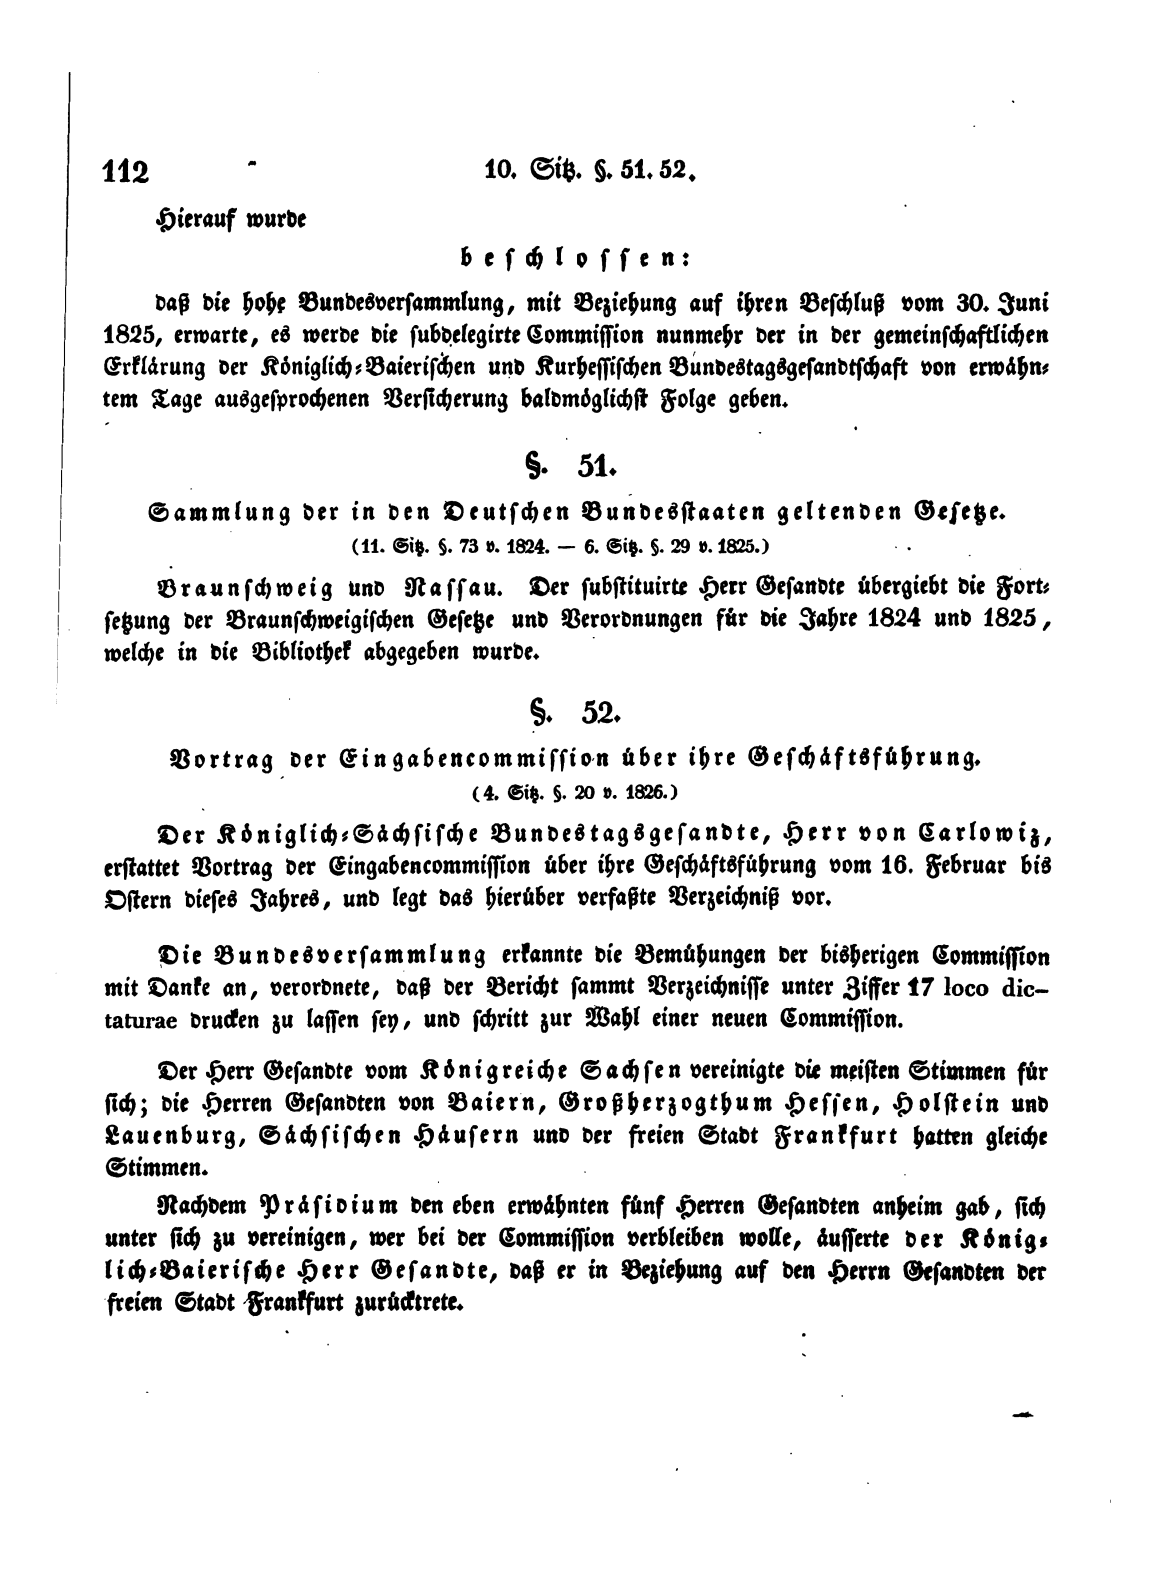 112 10. Sitz. §. 51. 52.
Hierauf wurde
beschlossen:
daß die hohe Bundesversammlung, mit Beziehung auf ihren Beschluß vom 30. Juni
1825, erwarte, es werde die subdelegirte Commission nunmehr der in der gemeinschaftlichen
Erklärung der Königlich-Baierischen und Kurhessischen Bundestagsgesandtschaft von erwähn-
tem Tage ausgesprochenen Versicherung baldmöglichst Folge geben.
§. 51.
Sammlung der in den Deutschen Bundesstaaten geltenden Gesetze.
(11. Sitz. §. 73 v. 1824. — 6. Sitz. §. 29 v. 1825.)
Braunschweig und Nassau. Der substituirte Herr Gesandte übergiebt die Fort-
setzung der Braunschweigischen Gesetze und Verordnungen für die Jahre 1824 und 1825,
welche in die Bibliothek abgegeben wurde.
§. 52.
Vortrag der Eingabencommission über ihre Geschäftsführung.
(4. Sitz. §. 20 v. 1826.)
Der Königlich-Sächsische Bundestagsgesandte, Herr von Carlowiz,
erstattet Vortrag der Eingabencommission über ihre Geschäftsführung vom 16. Februar bis
Ostern dieses Jahres, und legt das hierüber verfaßte Verzeichniß vor.
Die Bundesversammlung erkannte die Bemühungen der bisherigen Commission
mit Danke an, verordnete, daß der Bericht sammt Verzeichnisse unter Ziffer 17 loco dic-
taturae drucken zu lassen sey, und schritt zur Wahl einer neuen Commission.
Der Herr Gesandte vom Königreiche Sachsen vereinigte die meisten Stimmen für
sich; die Herren Gesandten von Baiern, Großherzogthum Hessen, Holstein und
Lauenburg, Sächsischen Häusern und der freien Stadt Frankfurt hatten gleiche
Stimmen.
Nachdem Präsidium den eben erwähnten fünf Herren Gesandten anheim gab, sich
unter sich zu vereinigen, wer bei der Commission verbleiben wolle, äusserte der König-
lich-Baierische Herr Gesandte, daß er in Beziehung auf den Herrn Gesandten der
freien Stadt Frankfurt zurücktrete.